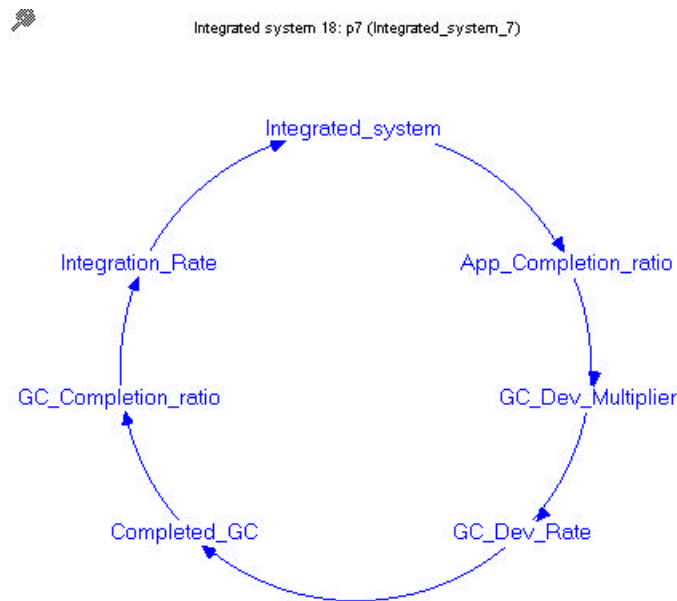 Integrated system 18: p7 (Integrated_system_7)
Integrated_system
Integration_Rate
App_Completion_ratio
GC_Completion_ratio
GC_Dev_Multiplier
Completed_GC
GC_Dev_Rate